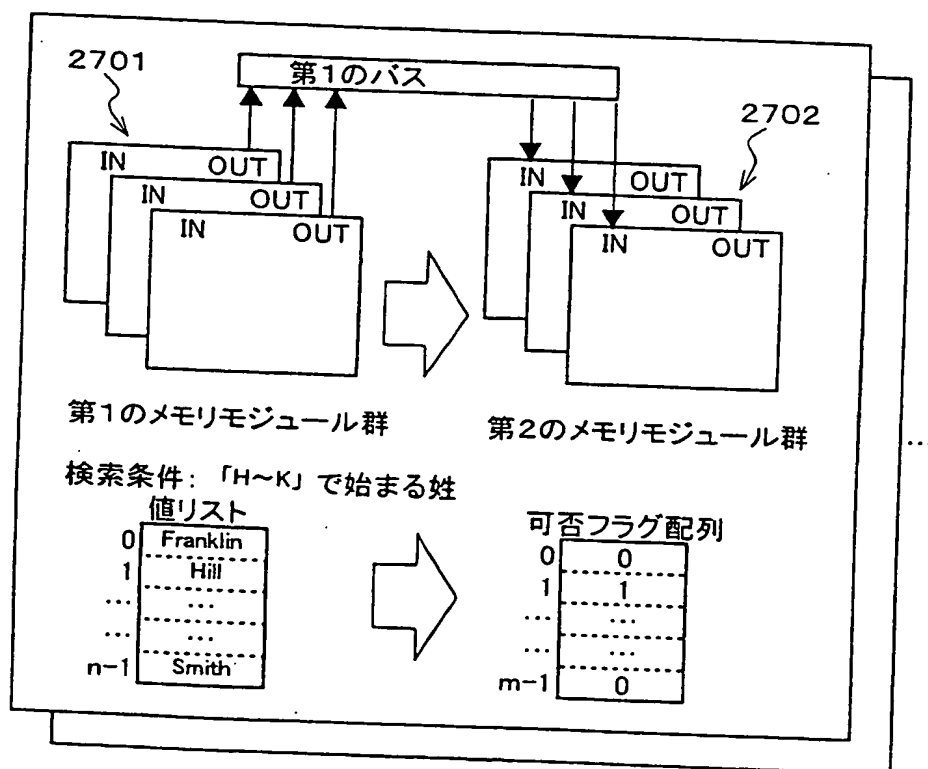 2701
第1のバス
2702
IN OUT
IN OUT
IN OUT
IN OUT
IN OUT
IN OUT
第1のメモリモジュール群
第2のメモリモジュール群
…
検索条件: 「H~K」で始まる姓
値リスト
0 Franklin
1 Hill
… …
… …
n-1 Smith
可否フラグ配列
0 0
1 1
… …
… …
m-1 0